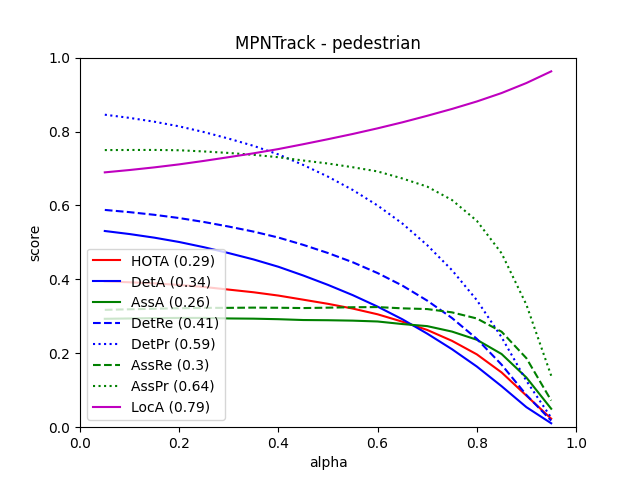 MPNTrack - pedestrian
1.0
0.8
0.6
0.4
0.2
0.0
score
HOTA (0.29)
DetA (0.34)
AssA (0.26)
DetRe (0.41)
DetPr (0.59)
AssRe (0.3)
AssPr (0.64)
LocA (0.79)
0.0 0.2 0.4 0.6 0.8 1.0
alpha